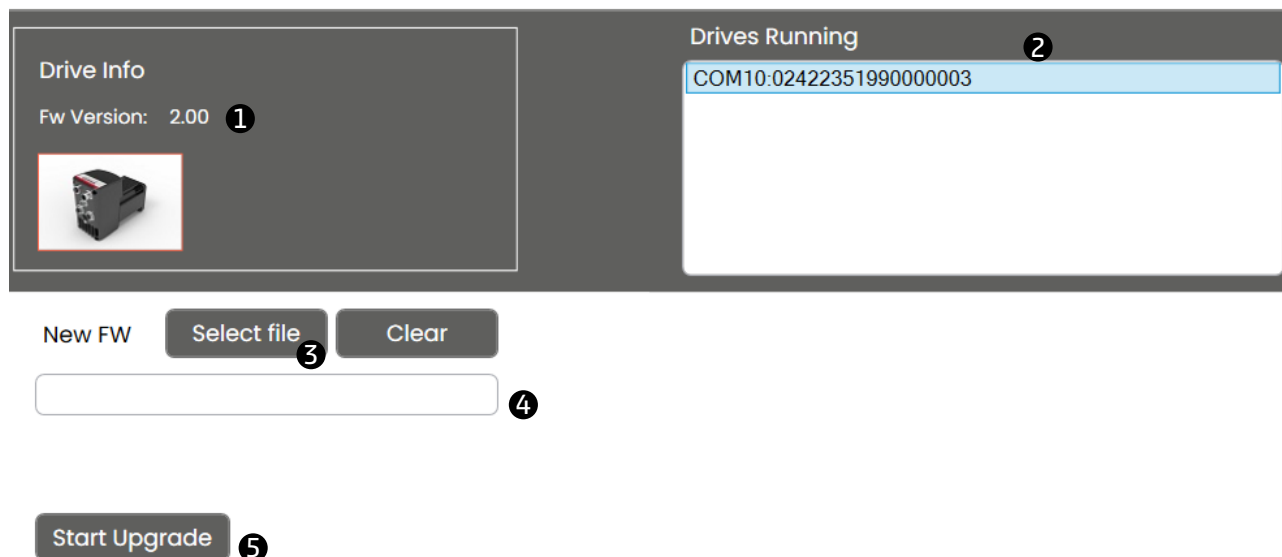 Drive Info
Fw Version: 2.00 1
Drives Running 2
COM10:02422351990000003
New FW Select file 3 Clear
4
Start Upgrade 5